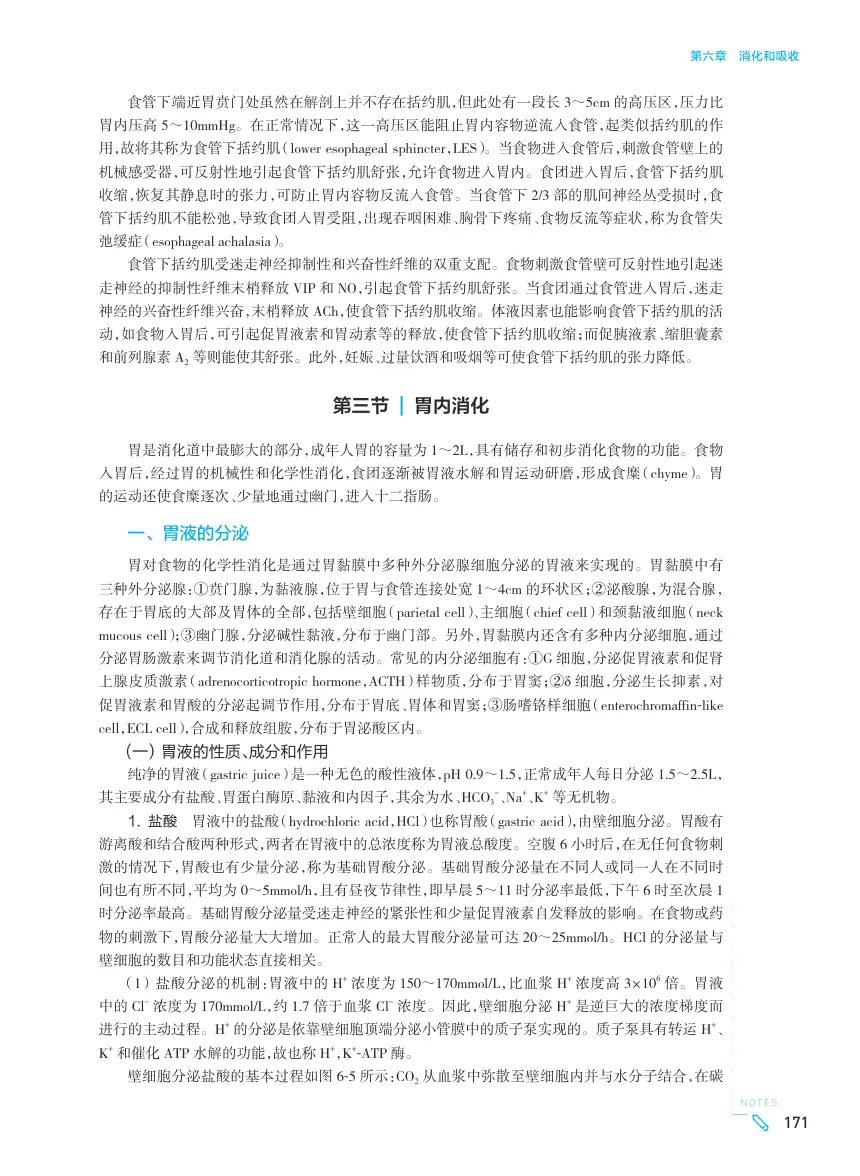 第六章 消化和吸收
食管下端近胃贲门处虽然在解剖上并不存在括约肌,但此处有一段长 3～5cm 的高压区,压力比
胃内压高 5～10mmHg。在正常情况下,这一高压区能阻止胃内容物逆流入食管,起类似括约肌的作
用,故将其称为食管下括约肌(lower esophageal sphincter,LES)。当食物进入食管后,刺激食管壁上的
机械感受器,可反射性地引起食管下括约肌舒张,允许食物进入胃内。食团进入胃后,食管下括约肌
收缩,恢复其静息时的张力,可防止胃内容物反流入食管。当食管下 2/3 部的肌间神经丛受损时,食
管下括约肌不能松弛,导致食团入胃受阻,出现吞咽困难、胸骨下疼痛、食物反流等症状,称为食管失
弛缓症(esophageal achalasia)。
食管下括约肌受迷走神经抑制性和兴奋性纤维的双重支配。食物刺激食管壁可反射性地引起迷
走神经的抑制性纤维末梢释放 VIP 和 NO,引起食管下括约肌舒张。当食团通过食管进入胃后,迷走
神经的兴奋性纤维兴奋,末梢释放 ACh,使食管下括约肌收缩。体液因素也能影响食管下括约肌的活
动,如食物入胃后,可引起促胃液素和胃动素等的释放,使食管下括约肌收缩;而促胰液素、缩胆囊素
和前列腺素 A₂ 等则能使其舒张。此外,妊娠、过量饮酒和吸烟等可使食管下括约肌的张力降低。
第三节 | 胃内消化
胃是消化道中最膨大的部分,成年人胃的容量为 1～2L,具有储存和初步消化食物的功能。食物
入胃后,经过胃的机械性和化学性消化,食团逐渐被胃液水解和胃运动研磨,形成食糜(chyme)。胃
的运动还使食糜逐次、少量地通过幽门,进入十二指肠。
一、胃液的分泌
胃对食物的化学性消化是通过胃黏膜中多种外分泌腺细胞分泌的胃液来实现的。胃黏膜中有
三种外分泌腺:①贲门腺,为黏液腺,位于胃与食管连接处宽 1～4cm 的环状区;②泌酸腺,为混合腺,
存在于胃底的大部及胃体的全部,包括壁细胞(parietal cell)、主细胞(chief cell)和颈黏液细胞(neck
mucous cell);③幽门腺,分泌碱性黏液,分布于幽门部。另外,胃黏膜内还含有多种内分泌细胞,通过
分泌胃肠激素来调节消化道和消化腺的活动。常见的内分泌细胞有:①G 细胞,分泌促胃液素和促肾
上腺皮质激素(adrenocorticotropic hormone,ACTH)样物质,分布于胃窦;②δ 细胞,分泌生长抑素,对
促胃液素和胃酸的分泌起调节作用,分布于胃底、胃体和胃窦;③肠嗜铬样细胞(enterochromaffin-like
cell,ECL cell),合成和释放组胺,分布于胃泌酸区内。
(一)胃液的性质、成分和作用
纯净的胃液(gastric juice)是一种无色的酸性液体,pH 0.9～1.5,正常成年人每日分泌 1.5～2.5L,
其主要成分有盐酸、胃蛋白酶原、黏液和内因子,其余为水、HCO₃⁻、Na⁺、K⁺ 等无机物。
1. 盐酸 胃液中的盐酸(hydrochloric acid,HCl)也称胃酸(gastric acid),由壁细胞分泌。胃酸有
游离酸和结合酸两种形式,两者在胃液中的总浓度称为胃液总酸度。空腹 6 小时后,在无任何食物刺
激的情况下,胃酸也有少量分泌,称为基础胃酸分泌。基础胃酸分泌量在不同人或同一人在不同时
间也有所不同,平均为 0～5mmol/h,且有昼夜节律性,即早晨 5～11 时分泌率最低,下午 6 时至次晨 1
时分泌率最高。基础胃酸分泌量受迷走神经的紧张性和少量促胃液素自发释放的影响。在食物或药
物的刺激下,胃酸分泌量大大增加。正常人的最大胃酸分泌量可达 20～25mmol/h。HCl 的分泌量与
壁细胞的数目和功能状态直接相关。
(1)盐酸分泌的机制:胃液中的 H⁺ 浓度为 150～170mmol/L,比血浆 H⁺ 浓度高 3×10⁶ 倍。胃液
中的 Cl⁻ 浓度为 170mmol/L,约 1.7 倍于血浆 Cl⁻ 浓度。因此,壁细胞分泌 H⁺ 是逆巨大的浓度梯度而
进行的主动过程。H⁺ 的分泌是依靠壁细胞顶端分泌小管膜中的质子泵实现的。质子泵具有转运 H⁺、
K⁺ 和催化 ATP 水解的功能,故也称 H⁺,K⁺-ATP 酶。
壁细胞分泌盐酸的基本过程如图 6-5 所示:CO₂ 从血浆中弥散至壁细胞内并与水分子结合,在碳
NOTES
171